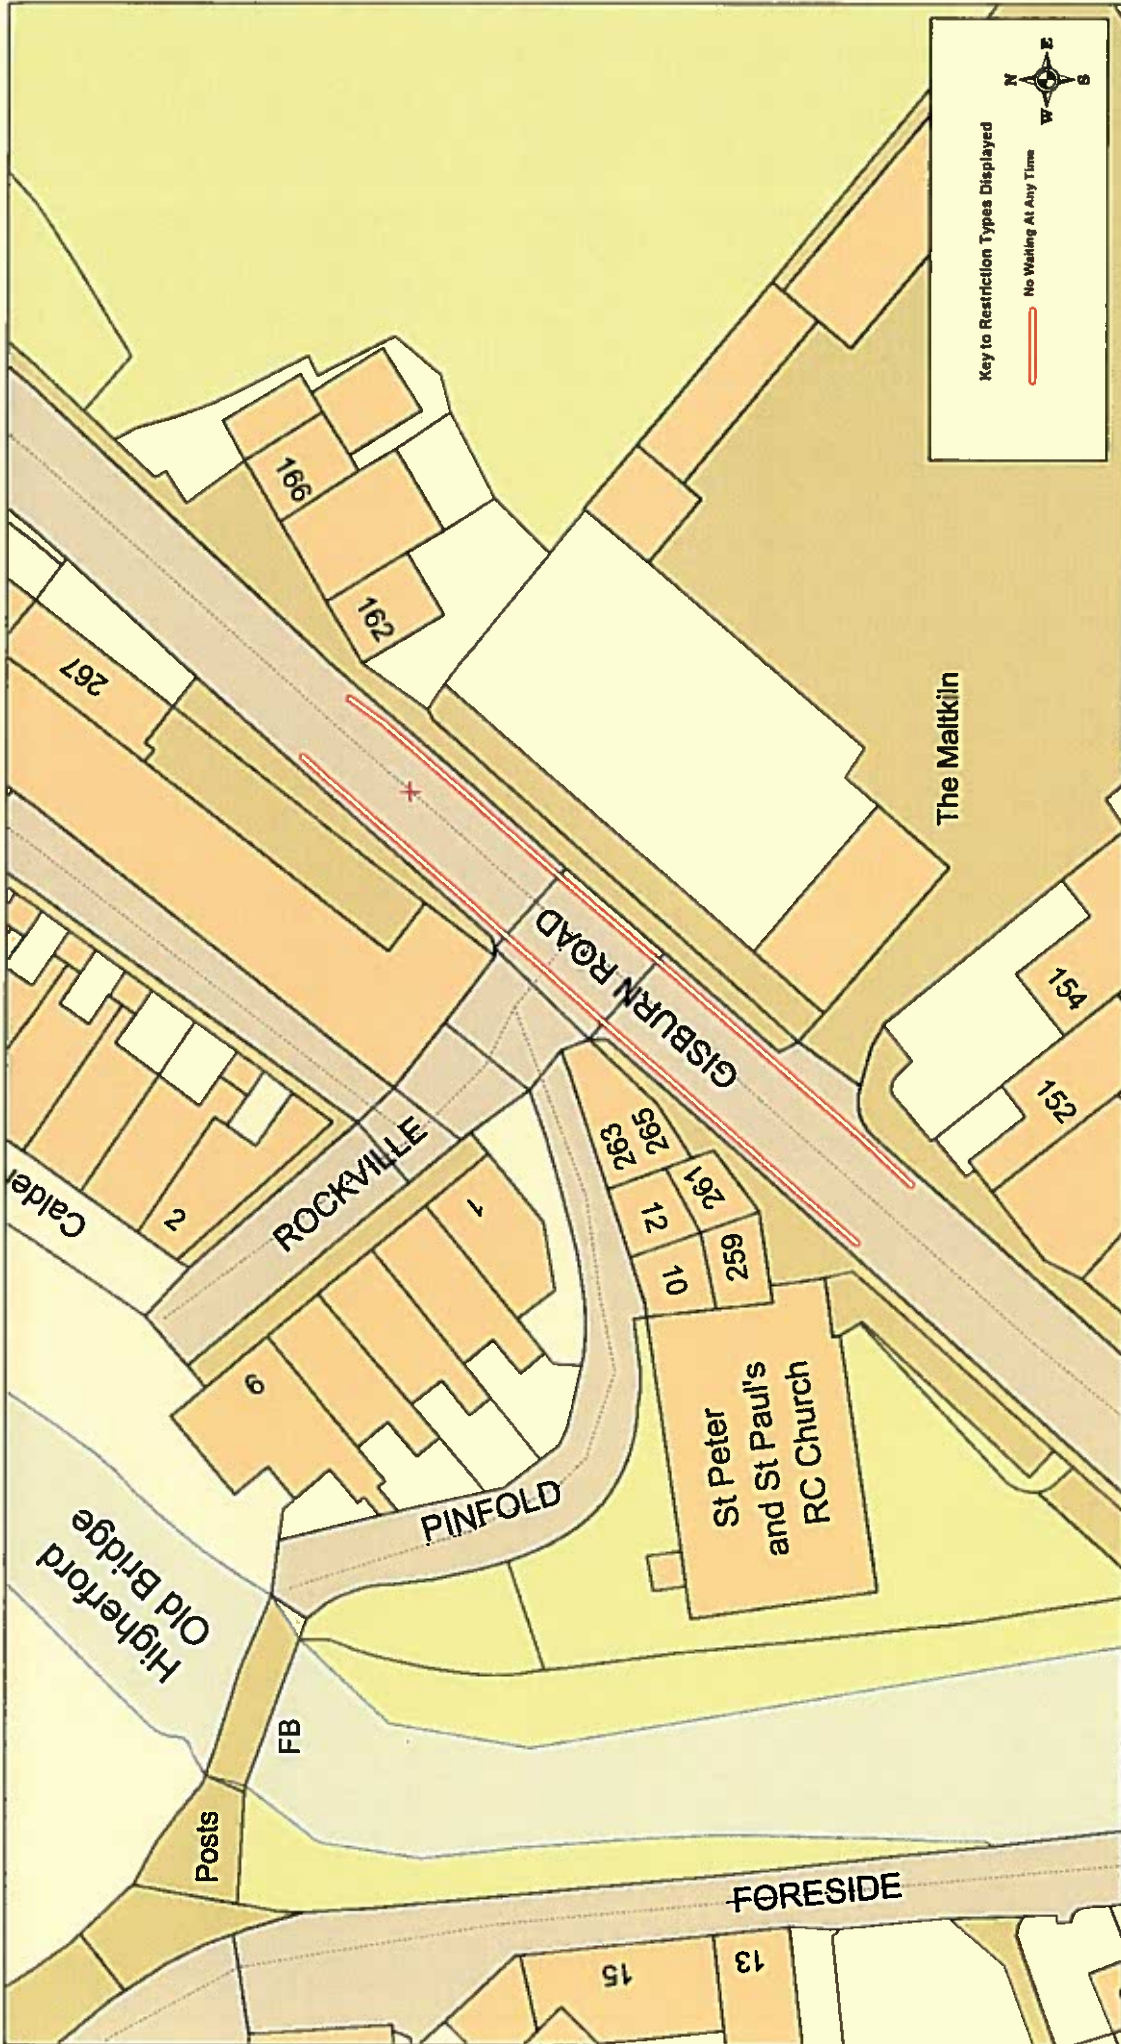 Key to Restriction Types Displayed
No Waiting At Any Time
N
E
S
W
166
162
267
The Maltkiln
154
152
GISBURN ROAD
ROCKVILLE
2
1
9
263
265
261
259
21
10
St Peter
and St Paul's
RC Church
PINFOLD
Higherford
Old Bridge
FB
Posts
FORESIDE
15
13